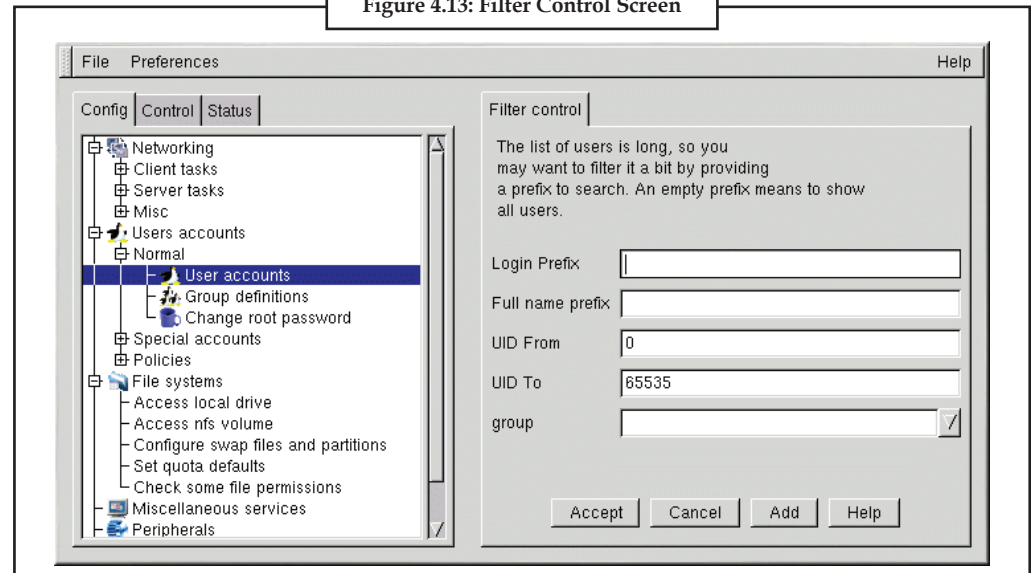 Figure 4.13: Filter Control Screen
File Preferences Help
Config Control Status
Networking
Client tasks
Server tasks
Misc
Users accounts
Normal
User accounts
Group definitions
Change root password
Special accounts
Policies
File systems
Access local drive
Access nfs volume
Configure swap files and partitions
Set quota defaults
Check some file permissions
Miscellaneous services
Peripherals
Filter control
The list of users is long, so you
may want to filter it a bit by providing
a prefix to search. An empty prefix means to show
all users.
Login Prefix
Full name prefix
UID From 0
UID To 65535
group
Accept Cancel Add Help